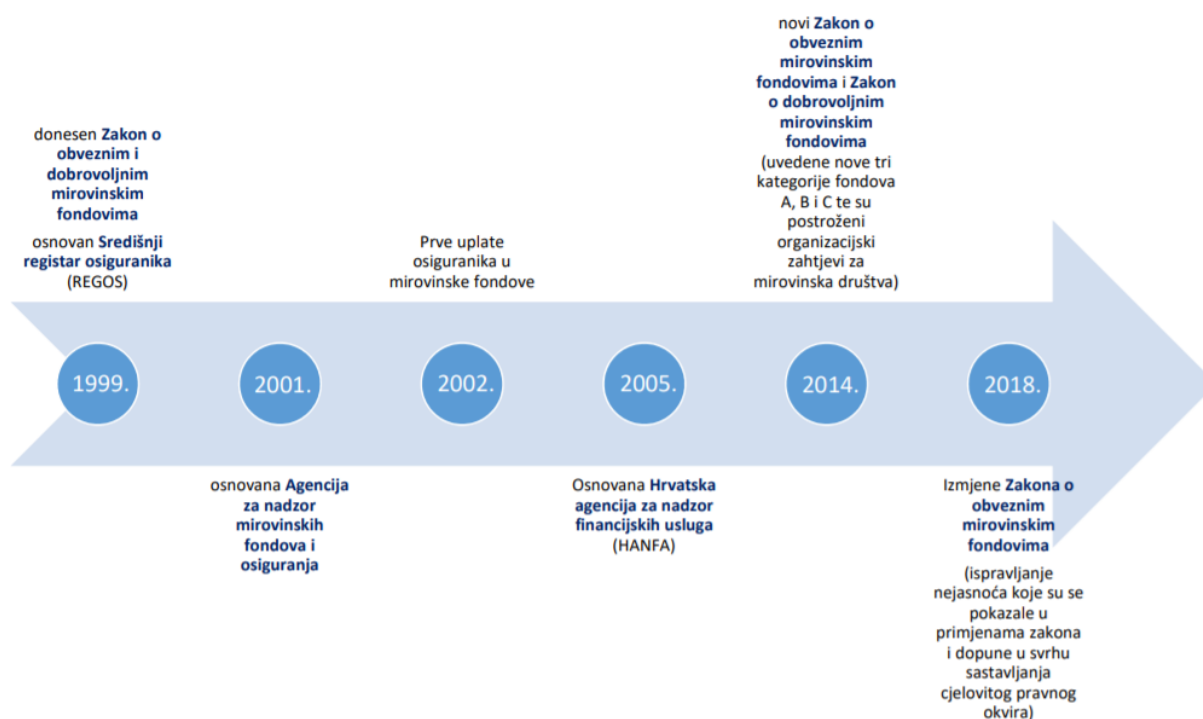 donesen Zakon o
obveznim i
dobrovoljnim
mirovinskim
fondovima
osnovan Središnji
registar osiguranika
(REGOS)
1999.
osnovana Agencija
za nadzor
mirovinskih
fondova i
osiguranja
2001.
Prve uplate
osiguranika u
mirovinske fondove
2002.
Osnovana Hrvatska
agencija za nadzor
financijskih usluga
(HANFA)
2005.
novi Zakon o
obveznim
mirovinskim
fondovima i Zakon
o dobrovoljnim
mirovinskim
fondovima
(uvedene nove tri
kategorije fondova
A, B i C te su
postroženi
organizacijski
zahtjevi za
mirovinska društva)
2014.
2018.
Izmjene Zakona o
obveznim
mirovinskim
fondovima
(ispravljanje
nejasnoća koje su se
pokazale u
primjenama zakona
i dopune u svrhu
sastavljanja
cjelovitog pravnog
okvira)